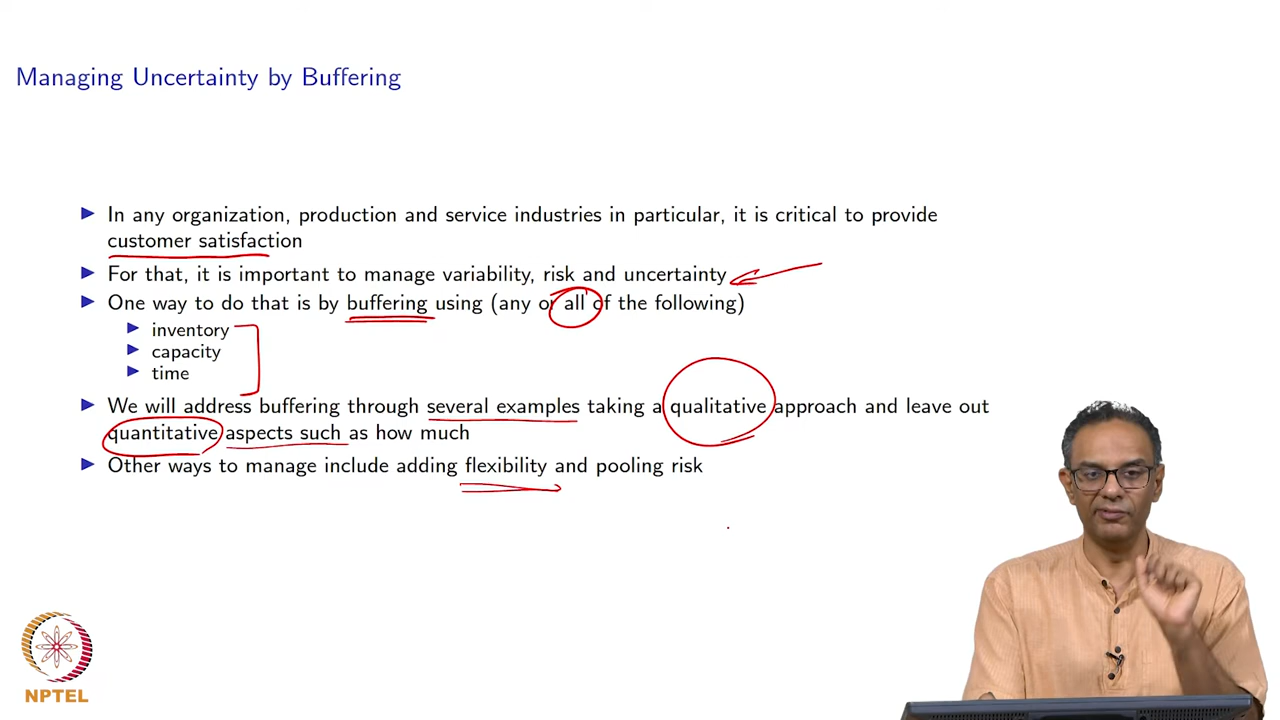 Managing Uncertainty by Buffering
▶ In any organization, production and service industries in particular, it is critical to provide
customer satisfaction
▶ For that, it is important to manage variability, risk and uncertainty
▶ One way to do that is by buffering using (any or all of the following)
▶ inventory
▶ capacity
▶ time
▶ We will address buffering through several examples taking a qualitative approach and leave out
quantitative aspects such as how much
▶ Other ways to manage include adding flexibility and pooling risk
NPTEL